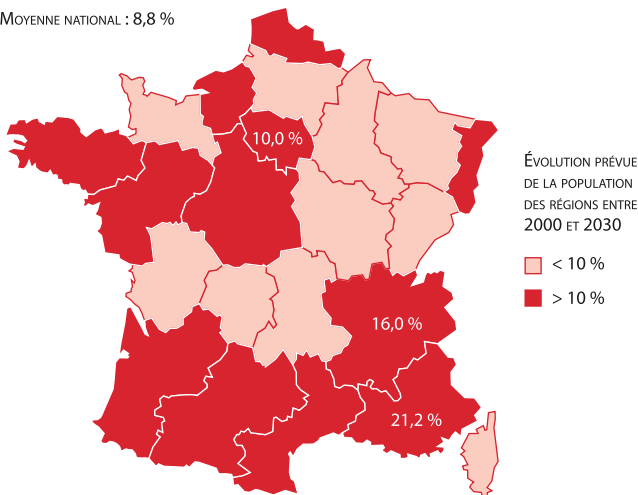 MOYENNE NATIONAL : 8,8 %
10,0 %
16,0 %
21,2 %
ÉVOLUTION PRÉVUE
DE LA POPULATION
DES RÉGIONS ENTRE
2000 ET 2030
< 10 %
> 10 %